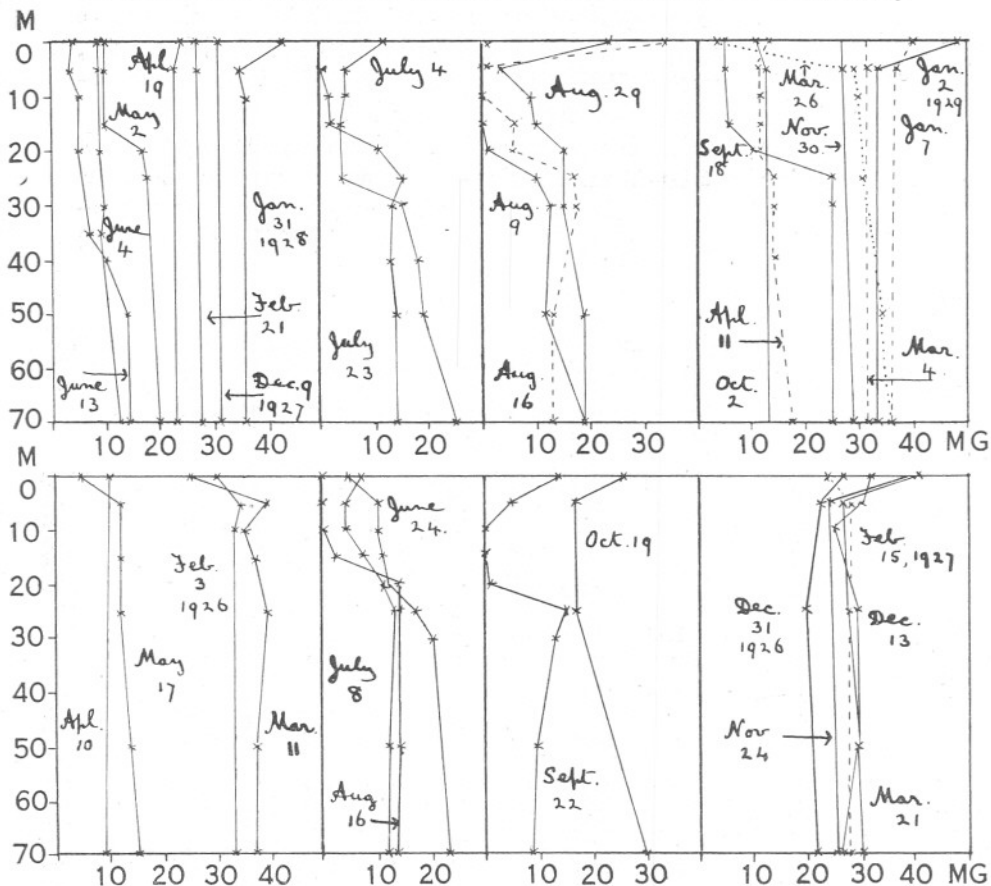 M
0
10
20
30
40
50
60
70
Apl.
19
May
2
June
4
June
13
Jan.
31
1928
Feb.
21
Dec. 9
1927
10 20 30 40
July 4
July
23
10 20
Aug. 29
Aug
9
Aug.
16
10 20 30
Mar.
26
Nov.
30
Sept.
18
Jan.
2
1929
Jan.
7
Apl.
11
Oct.
2
Mar.
4
10 20 30 40 MG
M
0
10
20
30
40
50
60
70
Feb.
3
1926
May
17
Apl.
10
Mar.
11
10 20 30 40
June
24.
July
8
Aug
16
10 20
Oct. 19
Sept.
22
10 20 30
Feb.
15, 1927
Dec.
31
1926
Dec.
13
Nov
24
Mar.
21
10 20 30 40 MG